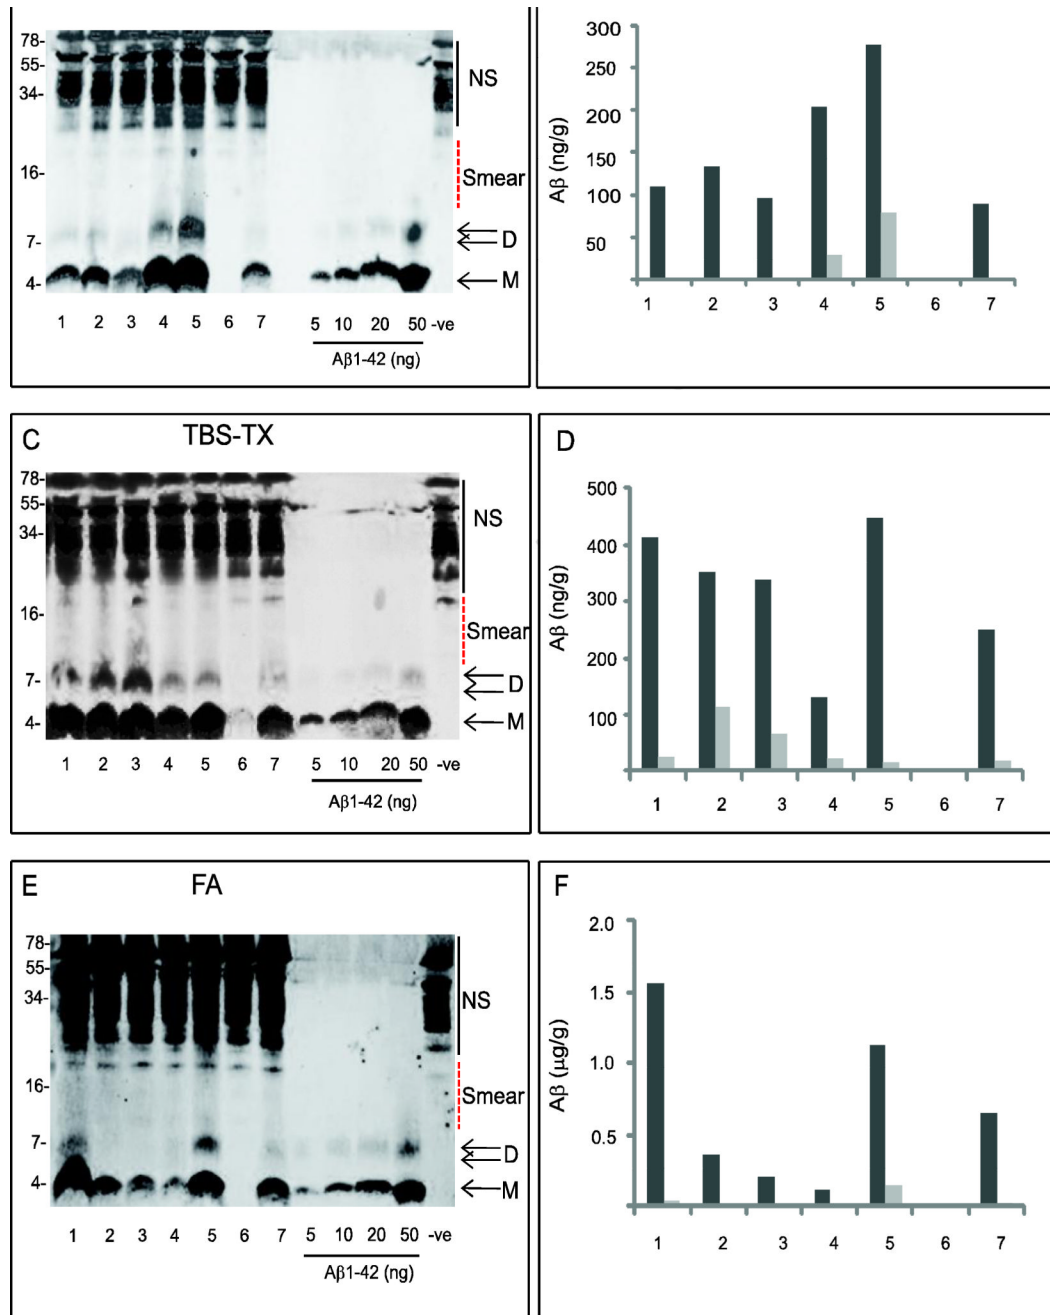 78-
55-
34-
16-
7-
4-
NS
Smear
D
M
1 2 3 4 5 6 7 5 10 20 50 -ve
Aβ1-42 (ng)
300
250
200
150
100
50
Aβ (ng/g)
1 2 3 4 5 6 7
C TBS-TX
78-
55-
34-
16-
7-
4-
NS
Smear
D
M
1 2 3 4 5 6 7 5 10 20 50 -ve
Aβ1-42 (ng)
D
500
400
300
200
100
Aβ (ng/g)
1 2 3 4 5 6 7
E FA
78-
55-
34-
16-
7-
4-
NS
Smear
D
M
1 2 3 4 5 6 7 5 10 20 50 -ve
Aβ1-42 (ng)
F
2.0
1.5
1.0
0.5
Aβ (µg/g)
1 2 3 4 5 6 7